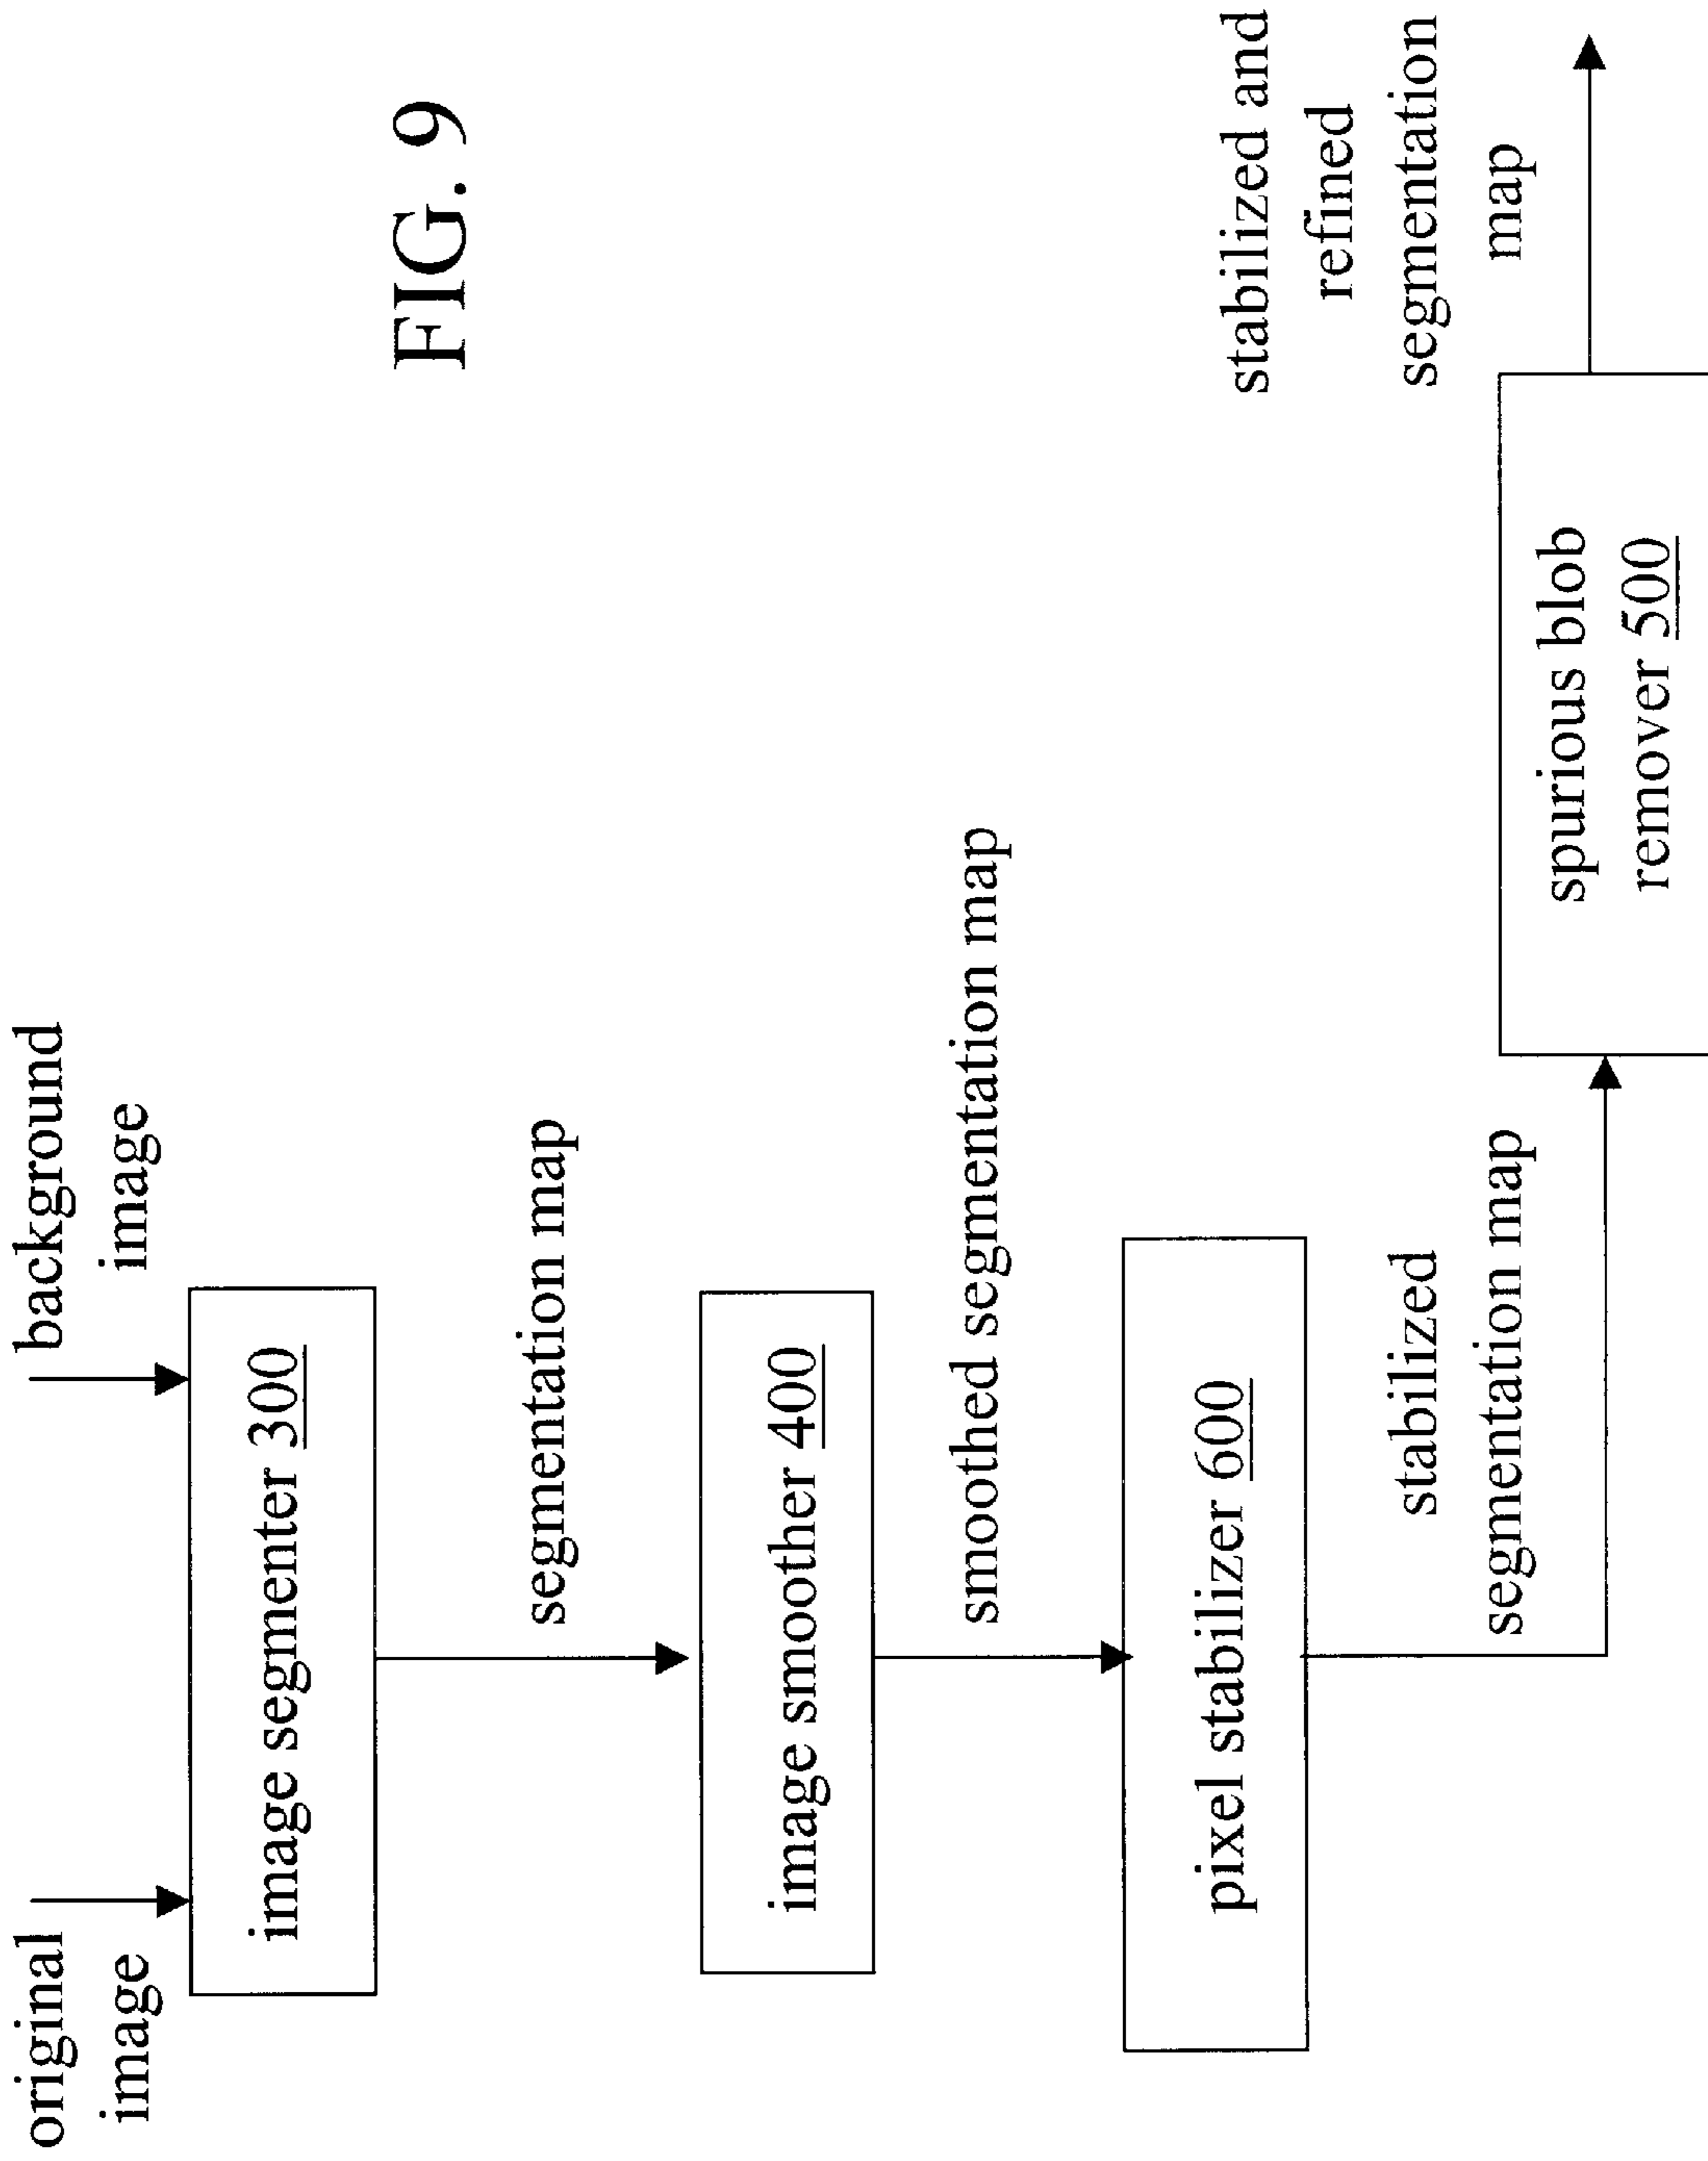 FIG. 9
original
image
background
image
image segmenter 300
segmentation map
image smoother 400
smoothed segmentation map
pixel stabilizer 600
stabilized
segmentation map
spurious blob
remover 500
stabilized and
refined
segmentation
map